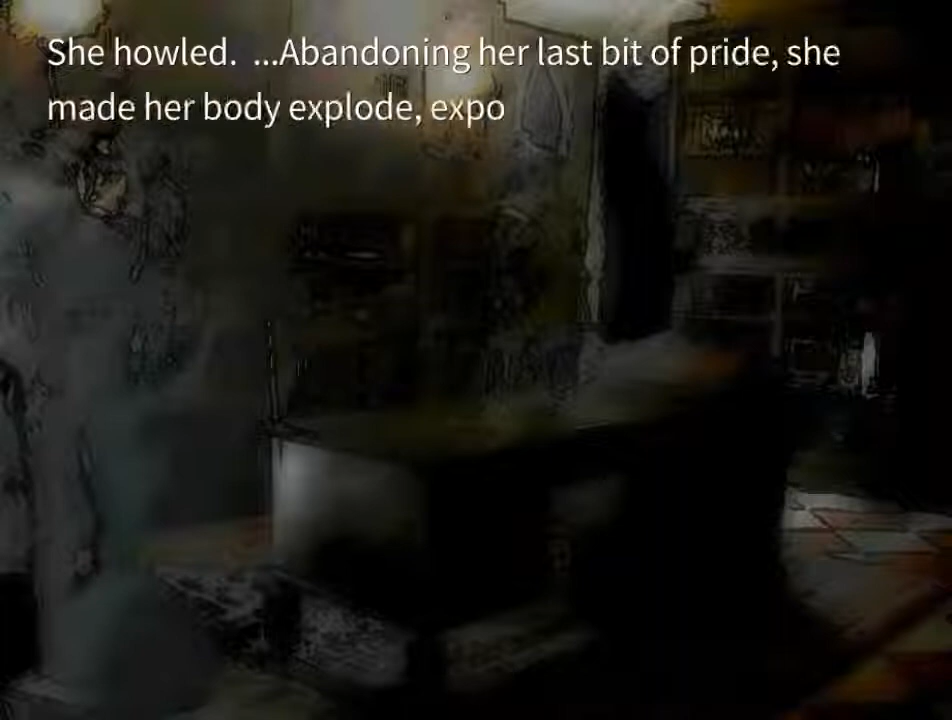 She howled.  ...Abandoning her last bit of pride, she
made her body explode, expo